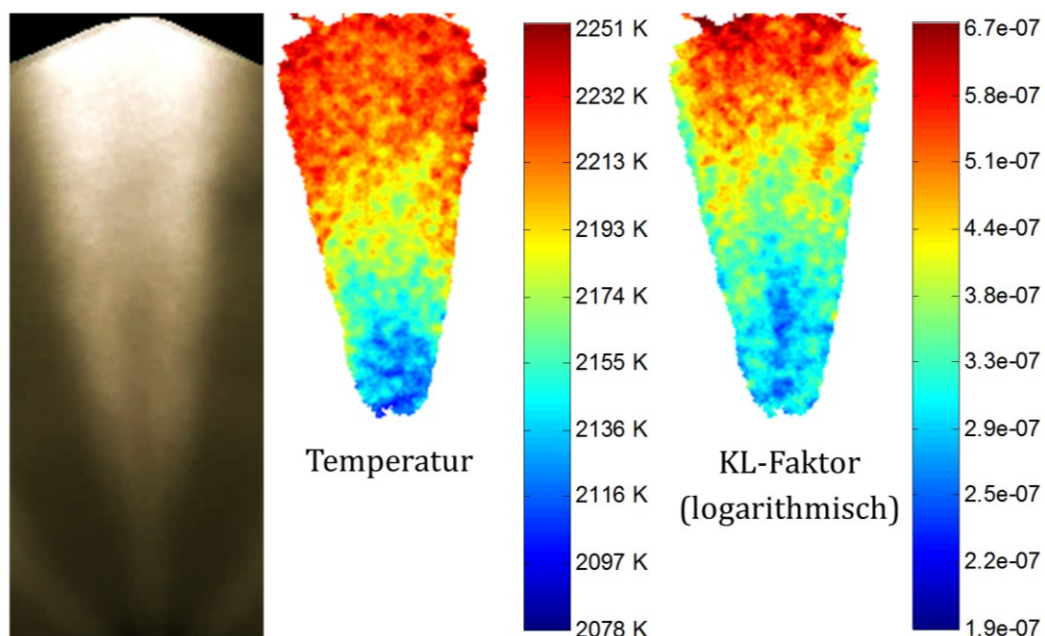 2251 K
2232 K
2213 K
2193 K
2174 K
2155 K
2136 K
2116 K
2097 K
2078 K
Temperatur
6.7e-07
5.8e-07
5.1e-07
4.4e-07
3.8e-07
3.3e-07
2.9e-07
2.5e-07
2.2e-07
1.9e-07
KL-Faktor
(logarithmisch)